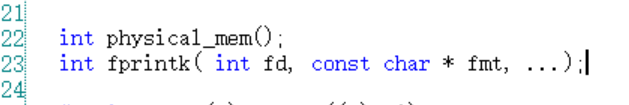 21
22 int physical_mem();
23 int fprintk( int fd, const char * fmt, ...);
24